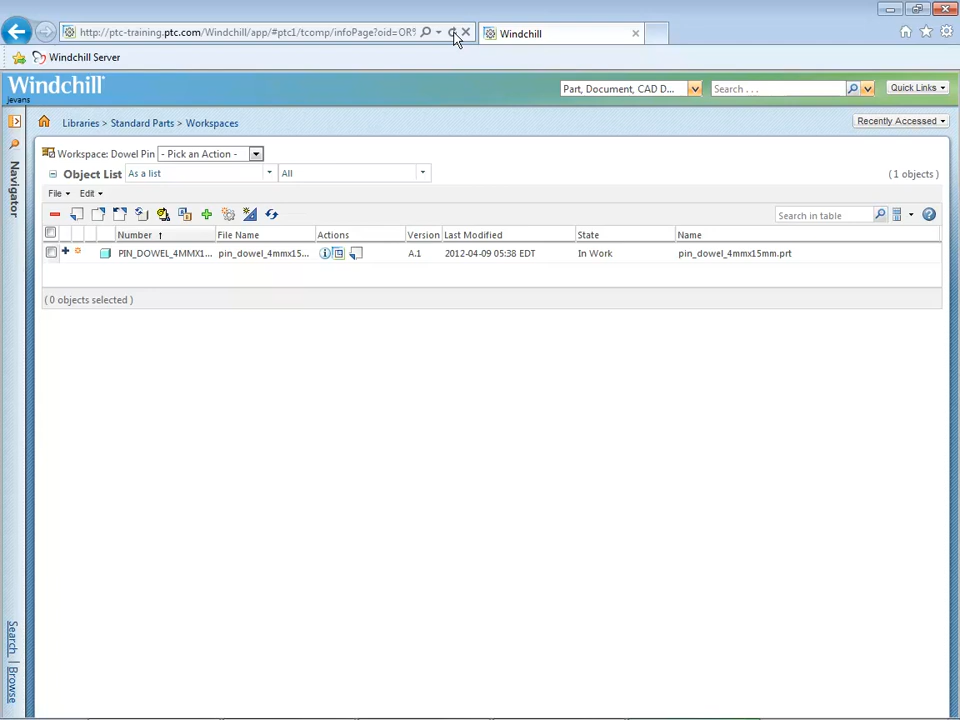 http://ptc-training.ptc.com/Windchill/app/#ptc1/tcomp/infoPage?oid=OR%
Windchill
Windchill Server
Windchill
jevans
Part, Document, CAD D...
Search . . .
Quick Links
Libraries > Standard Parts > Workspaces
Recently Accessed
Workspace: Dowel Pin
- Pick an Action -
Object List
As a list
All
( 1 objects )
File
Edit
Search in table
Number
File Name
Actions
Version
Last Modified
State
Name
PIN_DOWEL_4MMX1...
pin_dowel_4mmx15...
A.1
2012-04-09 05:38 EDT
In Work
pin_dowel_4mmx15mm.prt
( 0 objects selected )
Navigator
Search | Browse